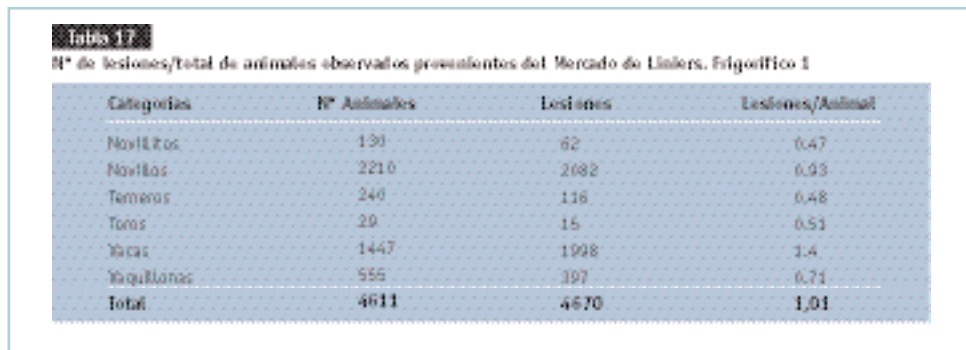 Tabla 17
N° de lesiones/total de animales observados provenientes del Mercado de Liniers. Frigorífico 1
Categorías N° Animales Lesiones Lesiones/Animal
Novillitos 130 62 0.47
Novillos 2210 2082 0.93
Terneros 240 116 0.48
Toros 29 15 0.51
Vacas 1447 1998 1.4
Vaquillonas 555 397 0.71
Total 4611 4670 1,01